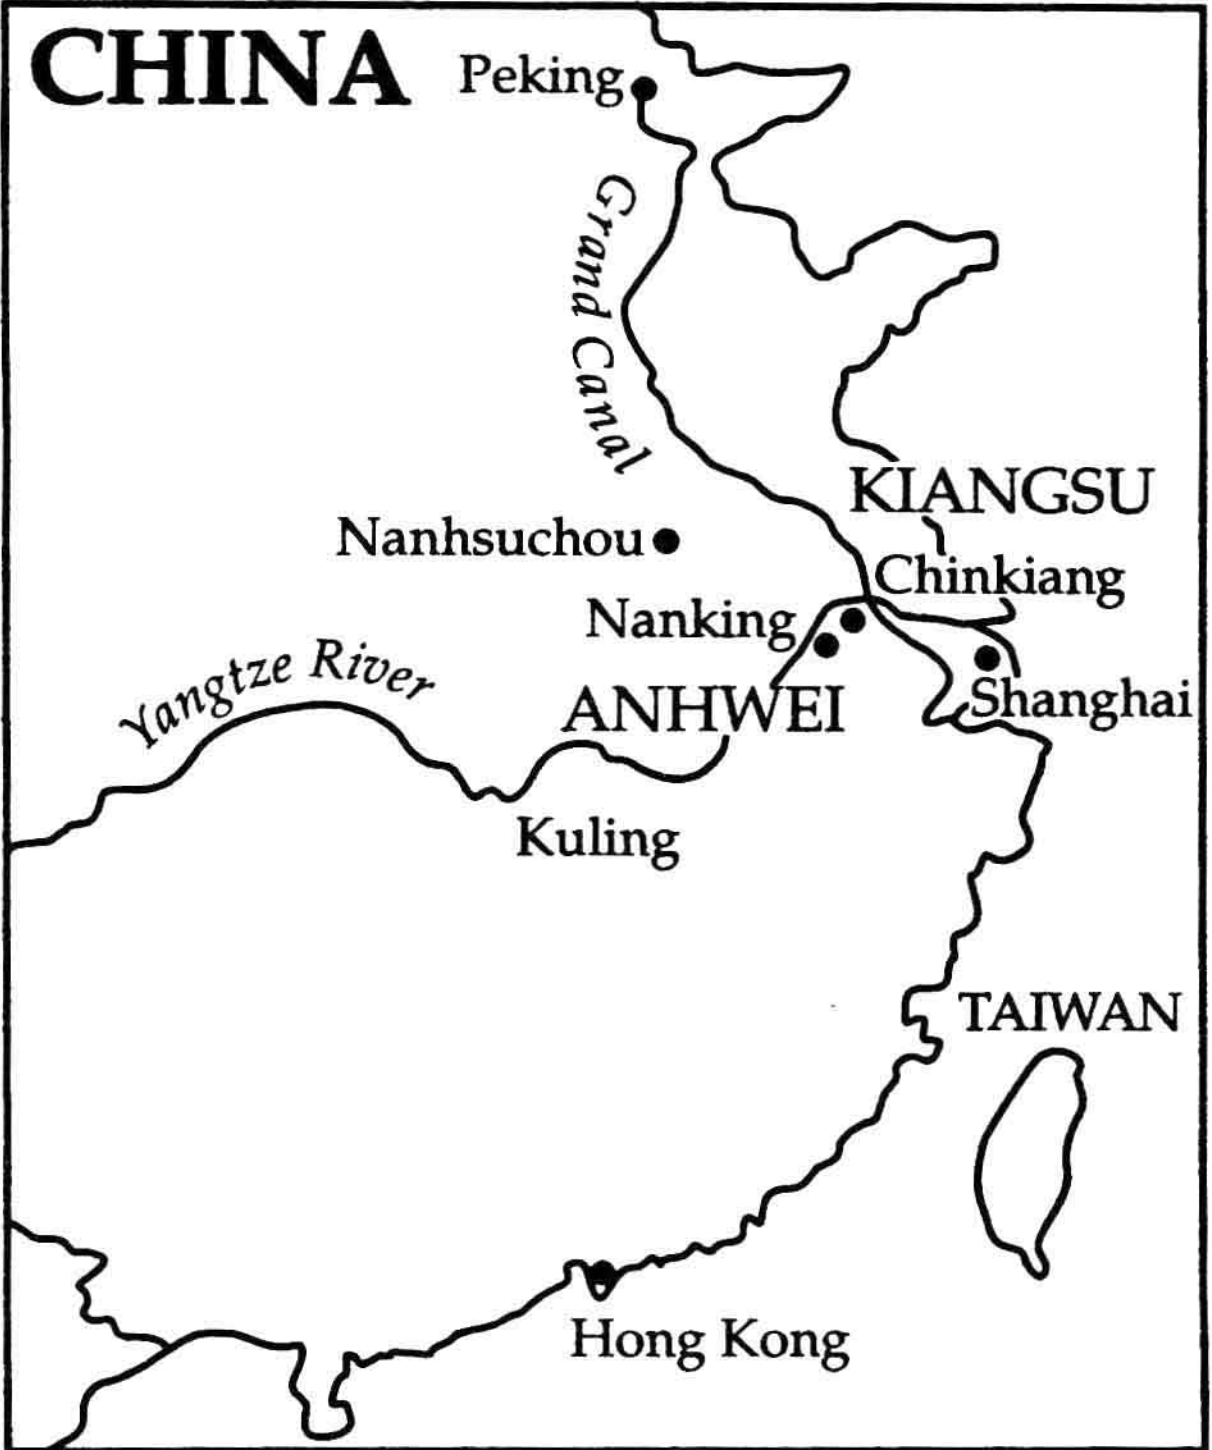 CHINA
Peking
Grand Canal
KIANGSU
Nanhsuchou
Chinkiang
Nanking
Yangtze River
ANHWEI
Shanghai
Kuling
TAIWAN
Hong Kong